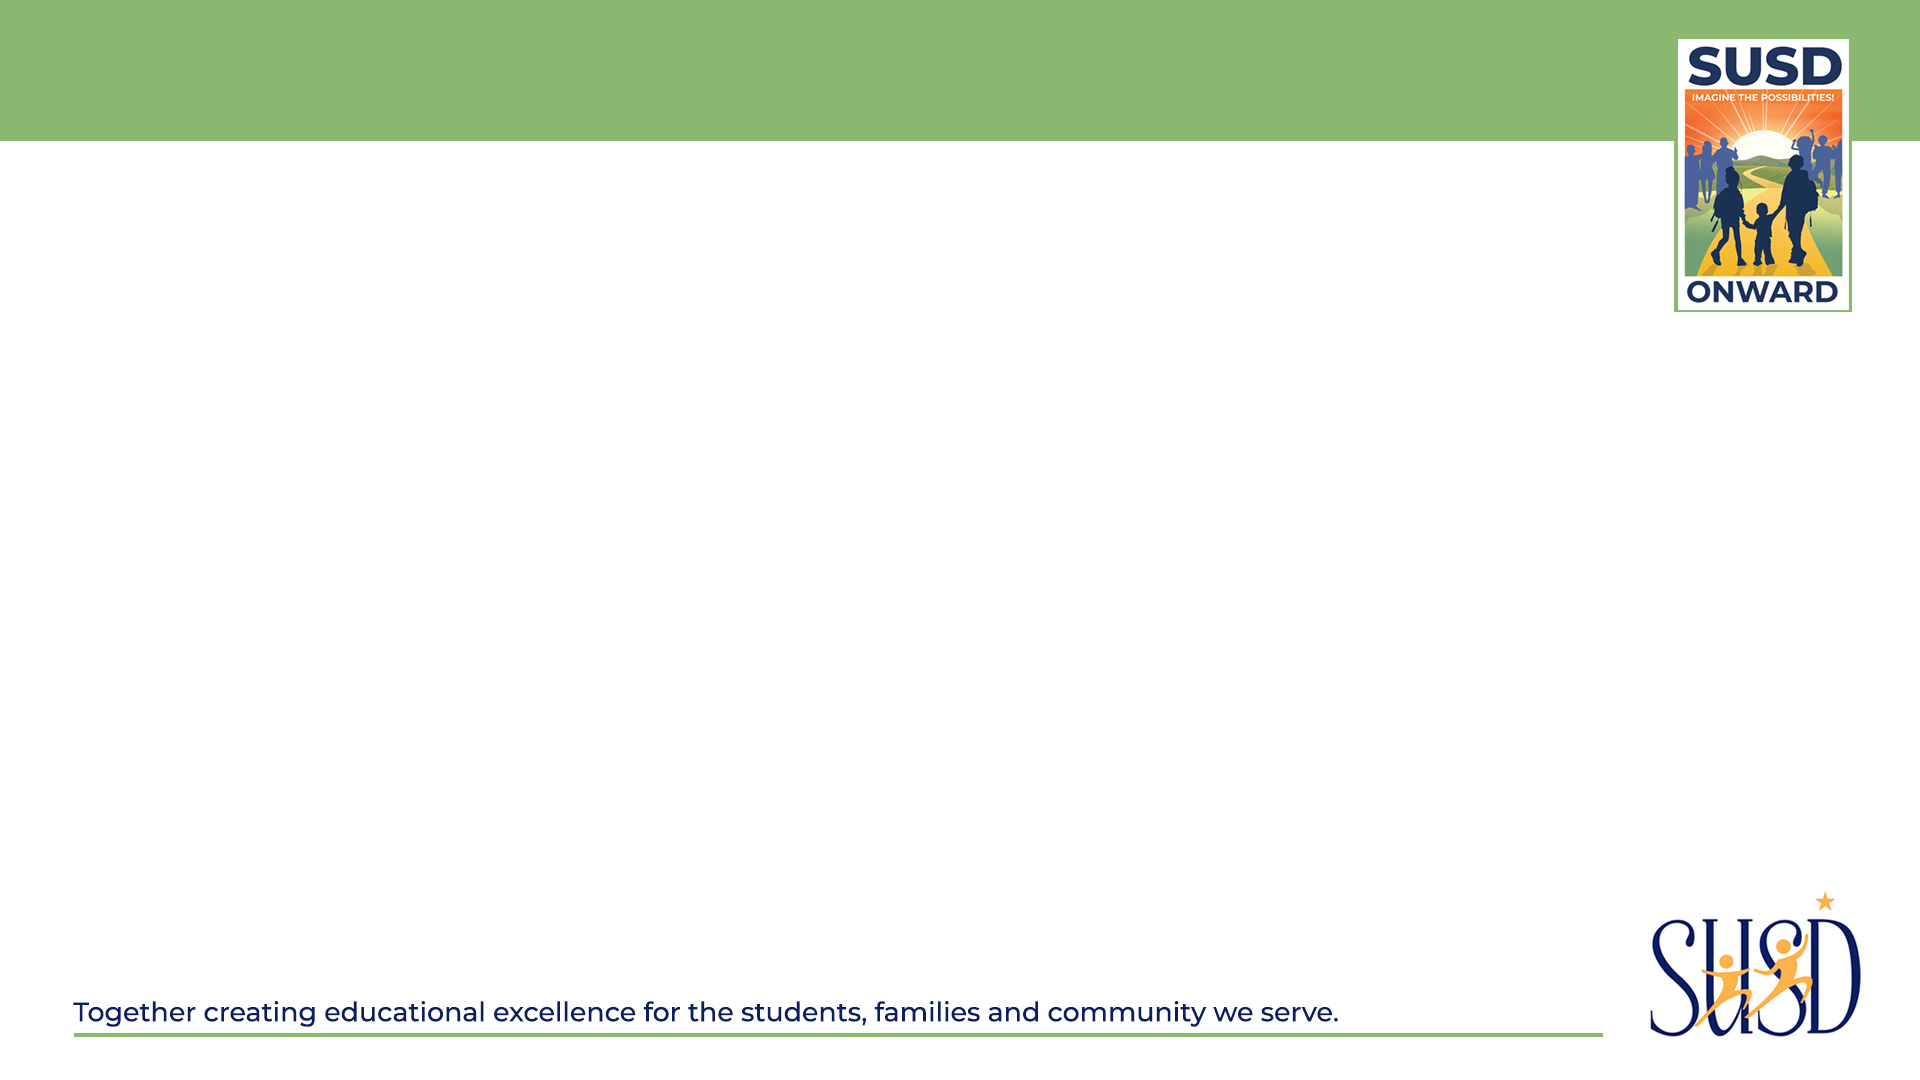 SUSD
IMAGINE THE POSSIBILITIES!
ONWARD
Together creating educational excellence for the students, families and community we serve.
SUSD